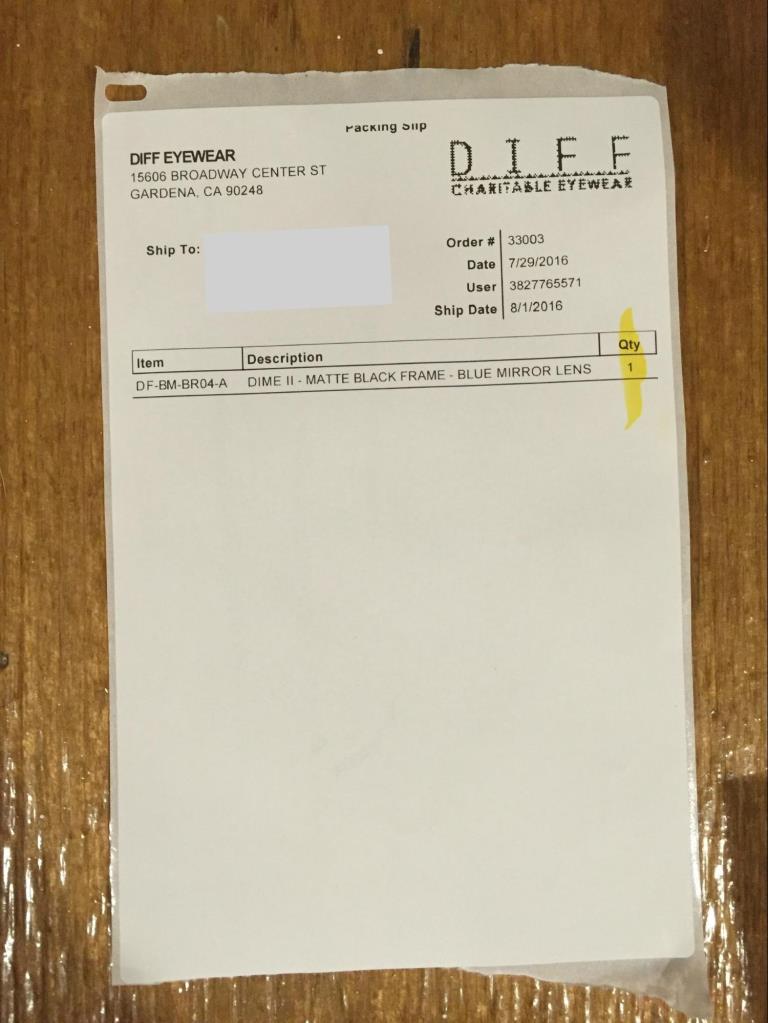 Packing Slip
DIFF EYEWEAR
15606 BROADWAY CENTER ST
GARDENA, CA 90248
DIFF
CHARITABLE EYEWEAR
Ship To:
Order # 33003
Date 7/29/2016
User 3827765571
Ship Date 8/1/2016
Item Description Qty
DF-BM-BR04-A DIME II - MATTE BLACK FRAME - BLUE MIRROR LENS 1